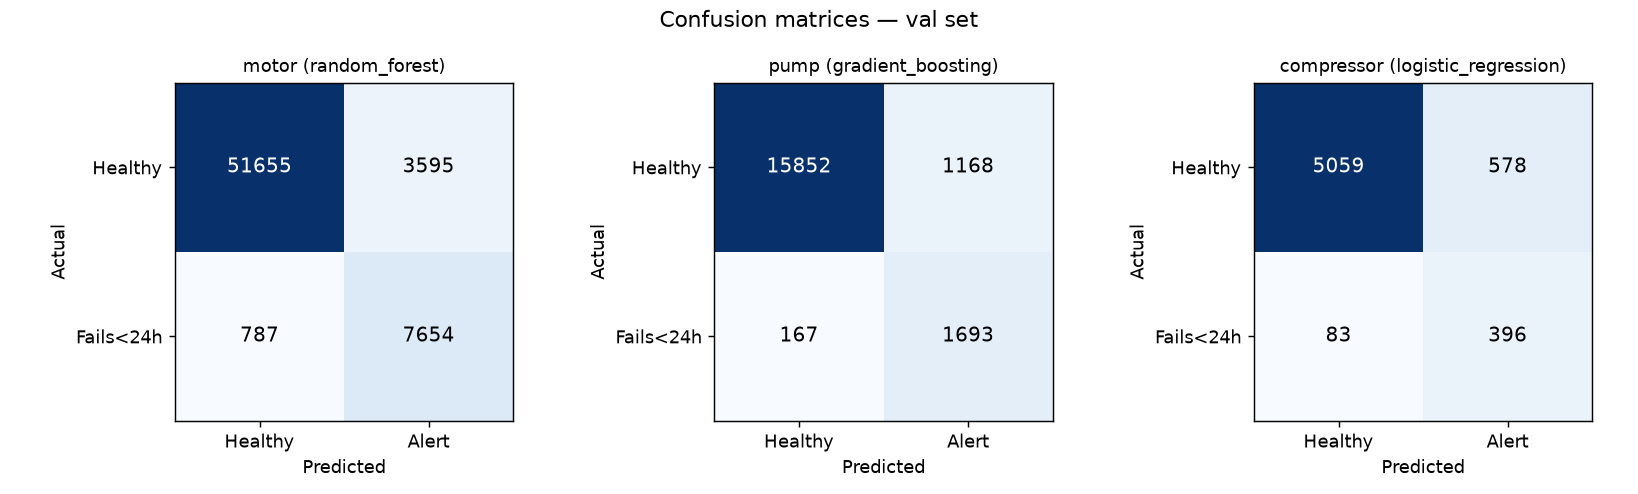 Confusion matrices — val set
motor (random_forest)
Actual
Healthy
51655
3595
Fails<24h
787
7654
Healthy
Alert
Predicted
pump (gradient_boosting)
Actual
Healthy
15852
1168
Fails<24h
167
1693
Healthy
Alert
Predicted
compressor (logistic_regression)
Actual
Healthy
5059
578
Fails<24h
83
396
Healthy
Alert
Predicted